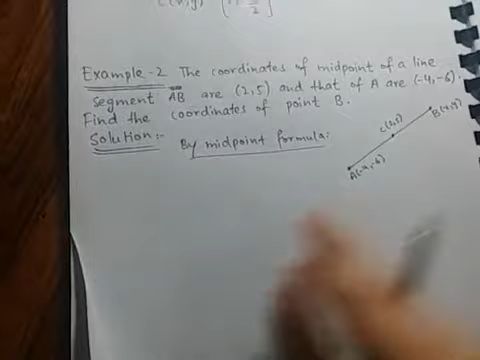 C(x,y)
Example-2 The coordinates of midpoint of a line
segment AB are (2,5) and that of A are (-4,-6).
Find the coordinates of point B.
Solution:-
By midpoint formula:
A(-4,-6)
C(2,5)
B(x,y)